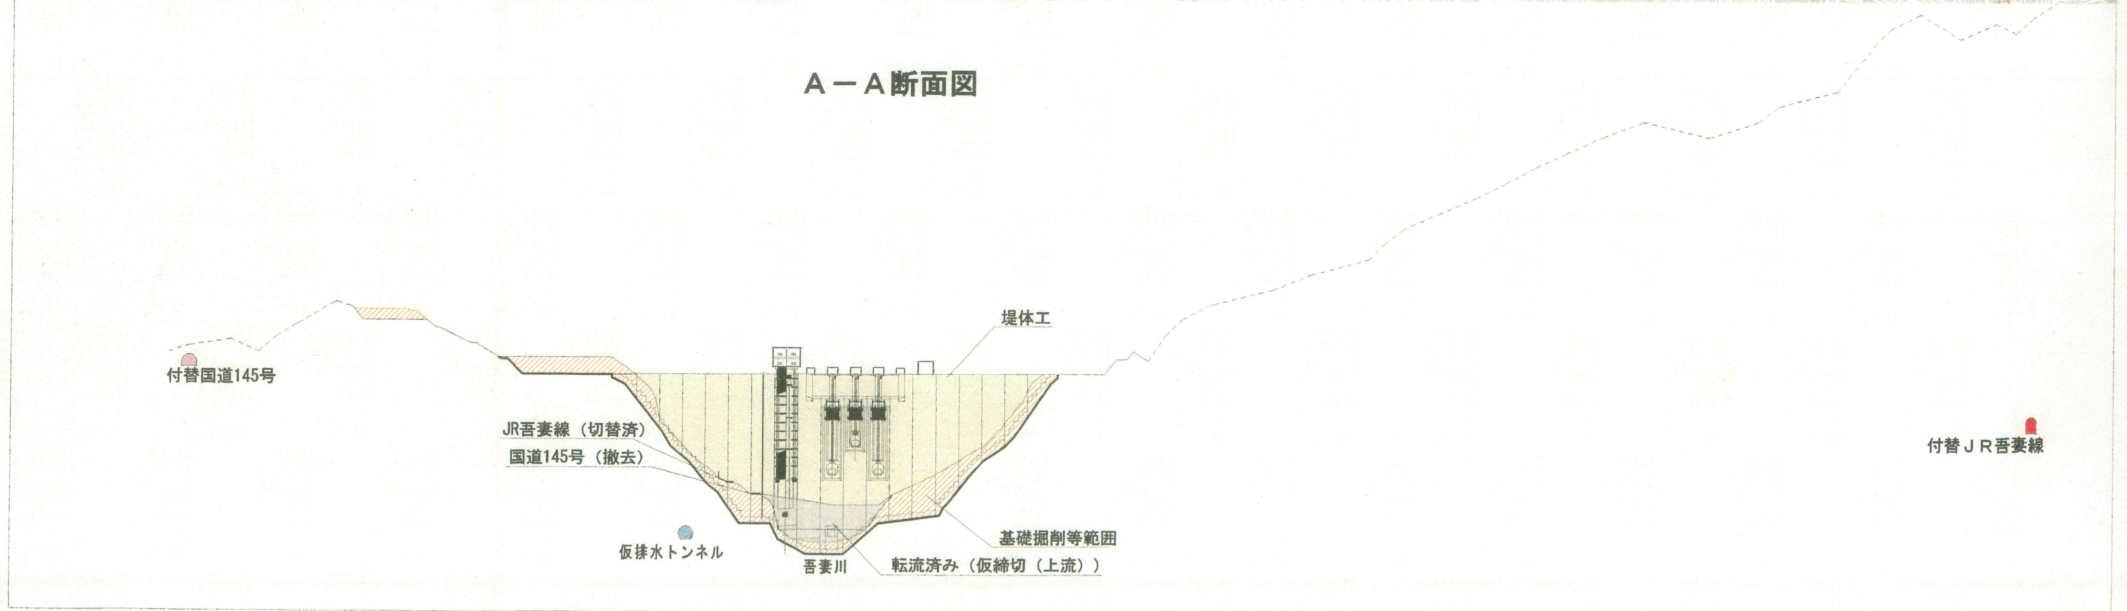 A－A断面図
堤体工
付替国道145号
JR吾妻線（切替済）
国道145号（撤去）
付替JR吾妻線
基礎掘削等範囲
仮排水トンネル
吾妻川
転流済み（仮締切（上流））